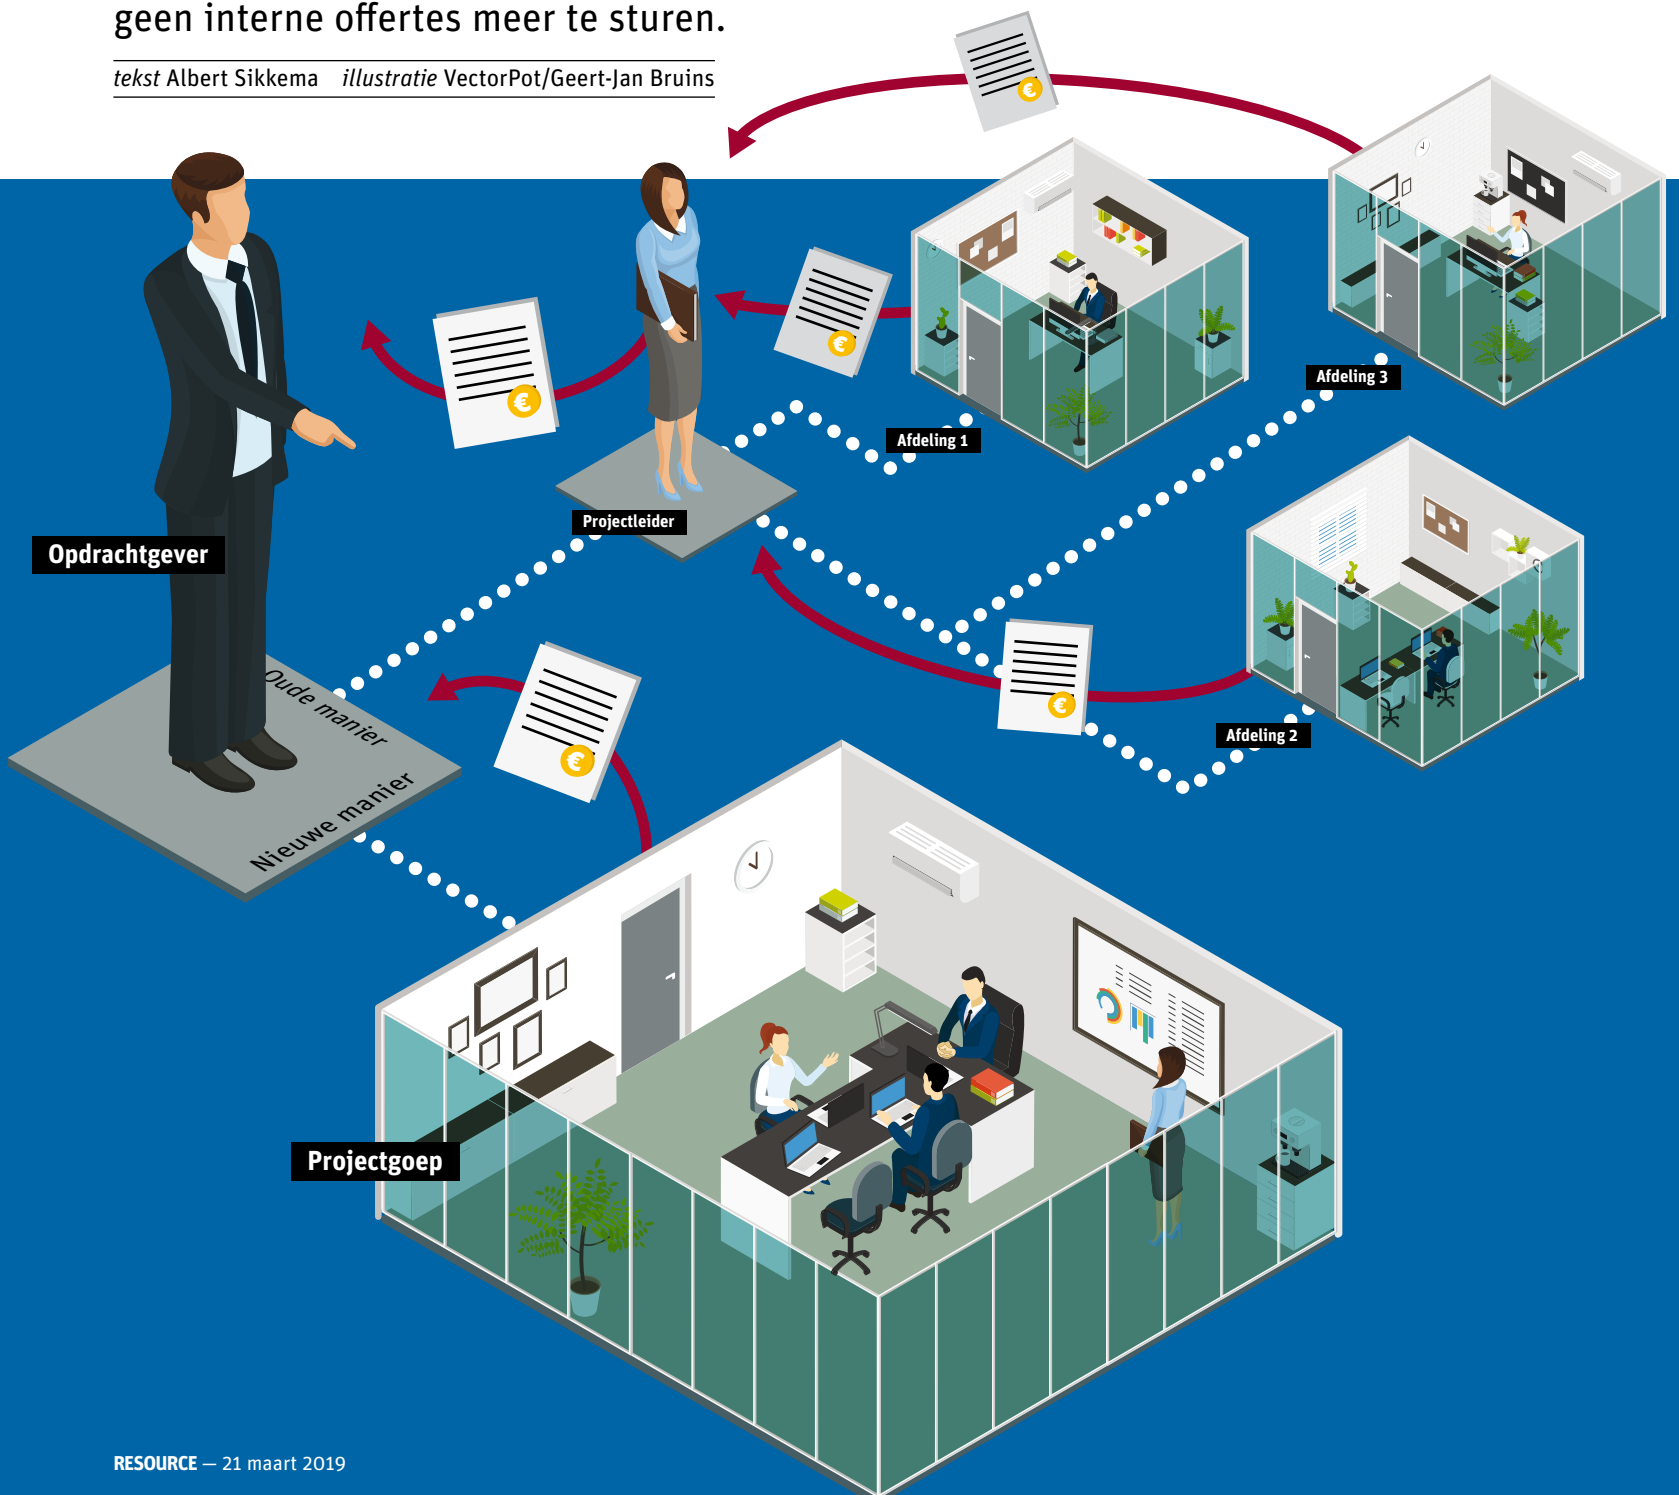 geen interne offertes meer te sturen.
tekst Albert Sikkema illustratie VectorPot/Geert-Jan Bruins
Afdeling 3
Afdeling 1
Projectleider
Opdrachtgever
Oude manier
Afdeling 2
Nieuwe manier
Projectgoep
RESOURCE — 21 maart 2019